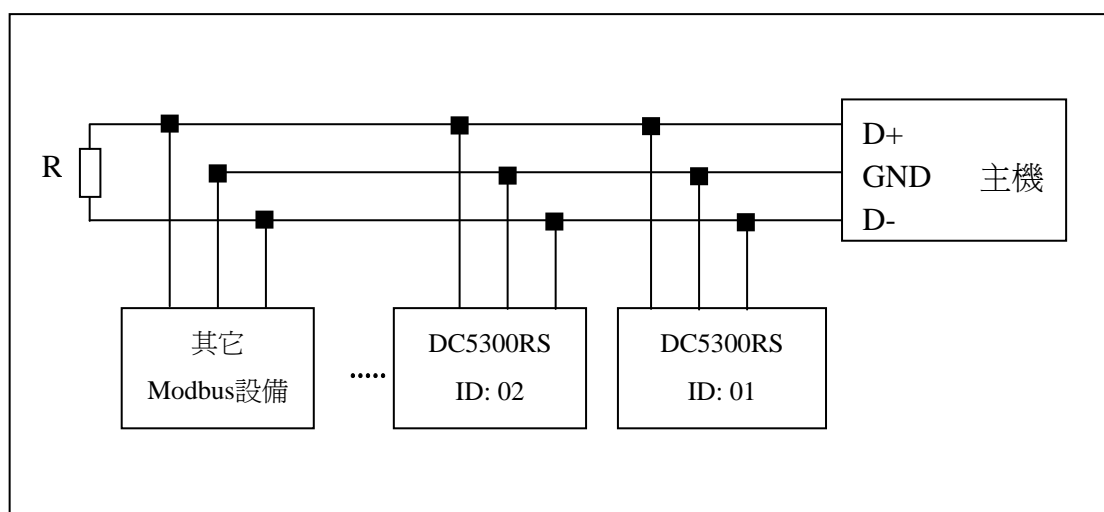 R
D+
GND
D-
主機
其它
Modbus設備
.....
DC5300RS
ID: 02
DC5300RS
ID: 01